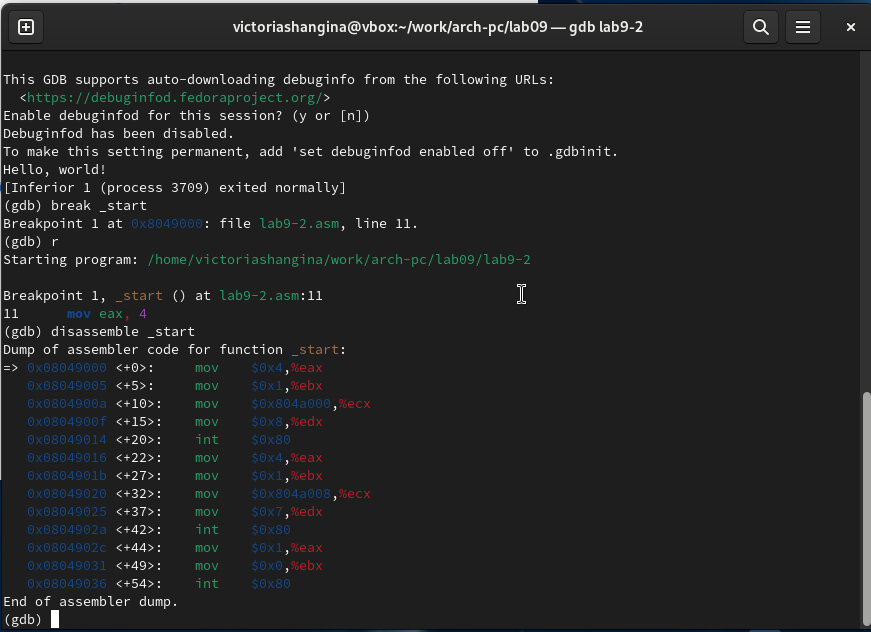 victoriashangina@vbox:~/work/arch-pc/lab09 — gdb lab9-2
This GDB supports auto-downloading debuginfo from the following URLs:
  <https://debuginfod.fedoraproject.org/>
Enable debuginfod for this session? (y or [n])
Debuginfod has been disabled.
To make this setting permanent, add 'set debuginfod enabled off' to .gdbinit.
Hello, world!
[Inferior 1 (process 3709) exited normally]
(gdb) break _start
Breakpoint 1 at 0x8049000: file lab9-2.asm, line 11.
(gdb) r
Starting program: /home/victoriashangina/work/arch-pc/lab09/lab9-2
Breakpoint 1, _start () at lab9-2.asm:11
11      mov eax, 4
(gdb) disassemble _start
Dump of assembler code for function _start:
=> 0x08049000 <+0>:     mov    $0x4,%eax
   0x08049005 <+5>:     mov    $0x1,%ebx
   0x0804900a <+10>:    mov    $0x804a000,%ecx
   0x0804900f <+15>:    mov    $0x8,%edx
   0x08049014 <+20>:    int    $0x80
   0x08049016 <+22>:    mov    $0x4,%eax
   0x0804901b <+27>:    mov    $0x1,%ebx
   0x08049020 <+32>:    mov    $0x804a008,%ecx
   0x08049025 <+37>:    mov    $0x7,%edx
   0x0804902a <+42>:    int    $0x80
   0x0804902c <+44>:    mov    $0x1,%eax
   0x08049031 <+49>:    mov    $0x0,%ebx
   0x08049036 <+54>:    int    $0x80
End of assembler dump.
(gdb)